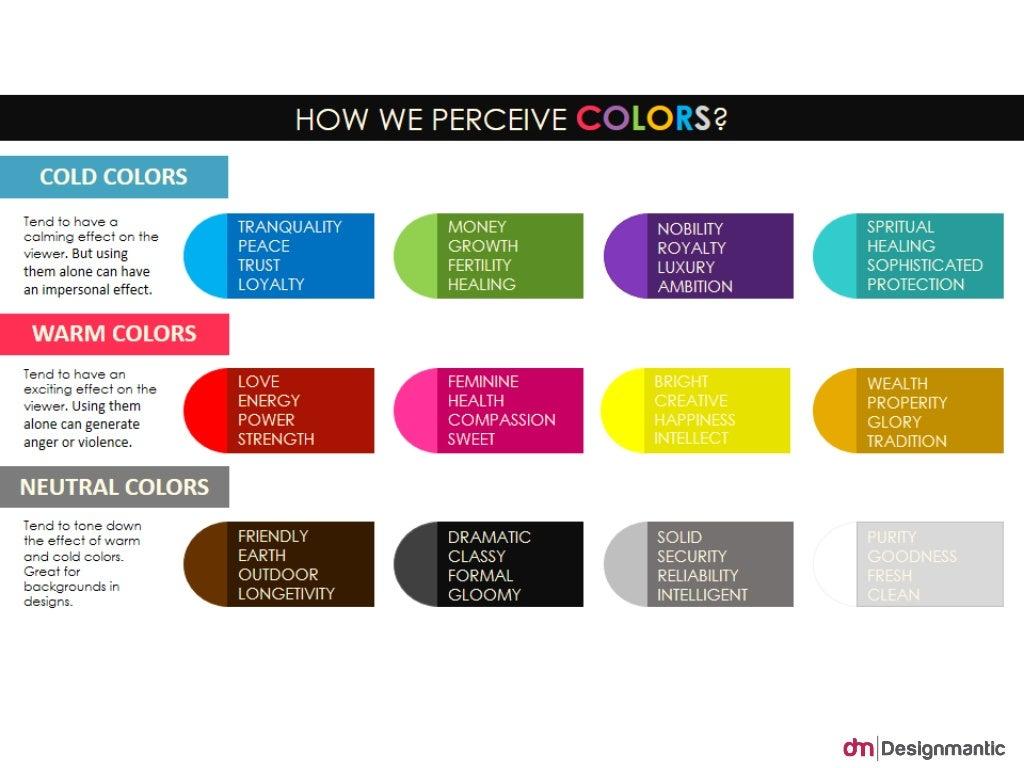 HOW WE PERCEIVE COLORS?
COLD COLORS
Tend to have a
calming effect on the
viewer. But using
them alone can have
an impersonal effect.
TRANQUALITY
PEACE
TRUST
LOYALTY
MONEY
GROWTH
FERTILITY
HEALING
NOBILITY
ROYALTY
LUXURY
AMBITION
SPRITUAL
HEALING
SOPHISTICATED
PROTECTION
WARM COLORS
Tend to have an
exciting effect on the
viewer. Using them
alone can generate
anger or violence.
LOVE
ENERGY
POWER
STRENGTH
FEMININE
HEALTH
COMPASSION
SWEET
BRIGHT
CREATIVE
HAPPINESS
INTELLECT
WEALTH
PROPERITY
GLORY
TRADITION
NEUTRAL COLORS
Tend to tone down
the effect of warm
and cold colors.
Great for
backgrounds in
designs.
FRIENDLY
EARTH
OUTDOOR
LONGETIVITY
DRAMATIC
CLASSY
FORMAL
GLOOMY
SOLID
SECURITY
RELIABILITY
INTELLIGENT
PURITY
GOODNESS
FRESH
CLEAN
dm Designmantic